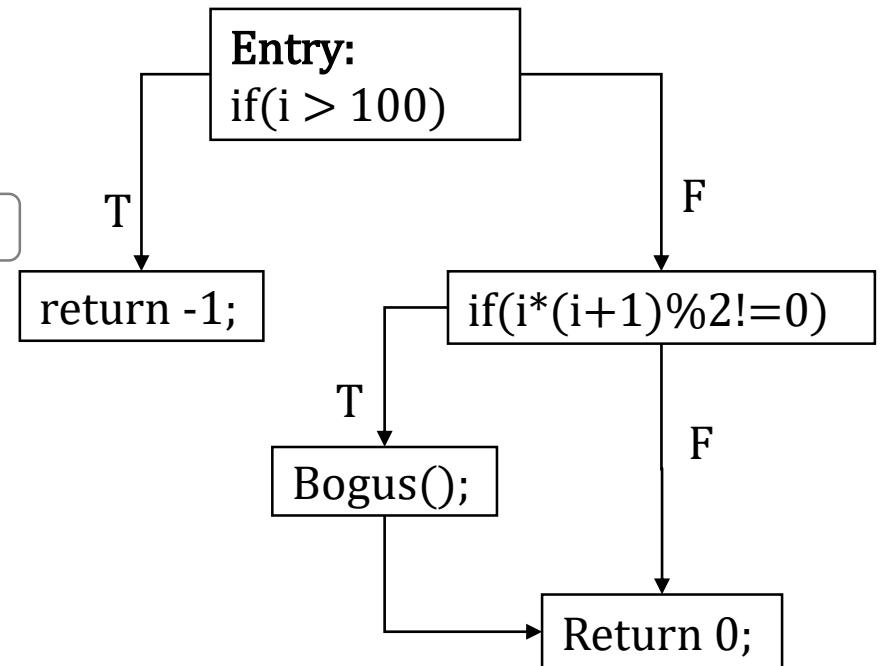 Entry:
if(i > 100)
T
F
return -1;
if(i*(i+1)%2!=0)
T
F
Bogus();
Return 0;